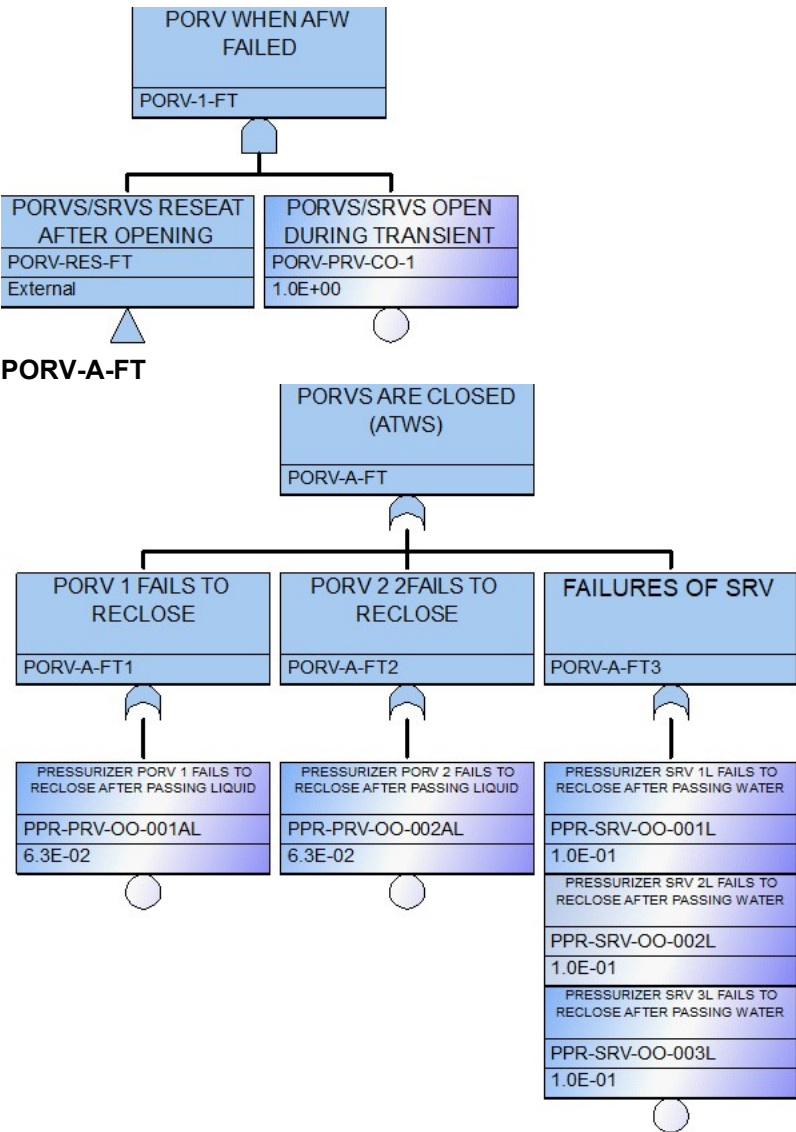 PORV WHEN AFW
FAILED
PORV-1-FT
PORVS/SRVS RESEAT
AFTER OPENING
PORV-RES-FT
External
PORVS/SRVS OPEN
DURING TRANSIENT
PORV-PRV-CO-1
1.0E+00
PORV-A-FT
PORVS ARE CLOSED
(ATWS)
PORV-A-FT
PORV 1 FAILS TO
RECLOSE
PORV-A-FT1
PORV 2 2FAILS TO
RECLOSE
PORV-A-FT2
FAILURES OF SRV
PORV-A-FT3
PRESSURIZER PORV 1 FAILS TO
RECLOSE AFTER PASSING LIQUID
PPR-PRV-OO-001AL
6.3E-02
PRESSURIZER PORV 2 FAILS TO
RECLOSE AFTER PASSING LIQUID
PPR-PRV-OO-002AL
6.3E-02
PRESSURIZER SRV 1L FAILS TO
RECLOSE AFTER PASSING WATER
PPR-SRV-OO-001L
1.0E-01
PRESSURIZER SRV 2L FAILS TO
RECLOSE AFTER PASSING WATER
PPR-SRV-OO-002L
1.0E-01
PRESSURIZER SRV 3L FAILS TO
RECLOSE AFTER PASSING WATER
PPR-SRV-OO-003L
1.0E-01